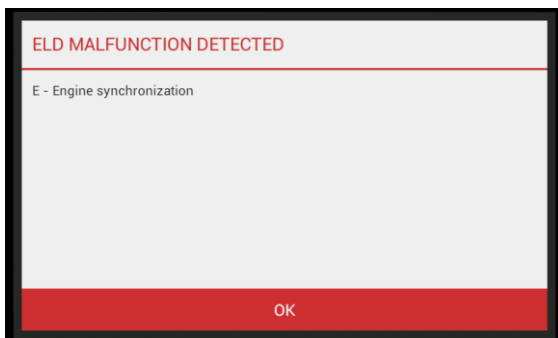 ELD MALFUNCTION DETECTED
E - Engine synchronization
OK